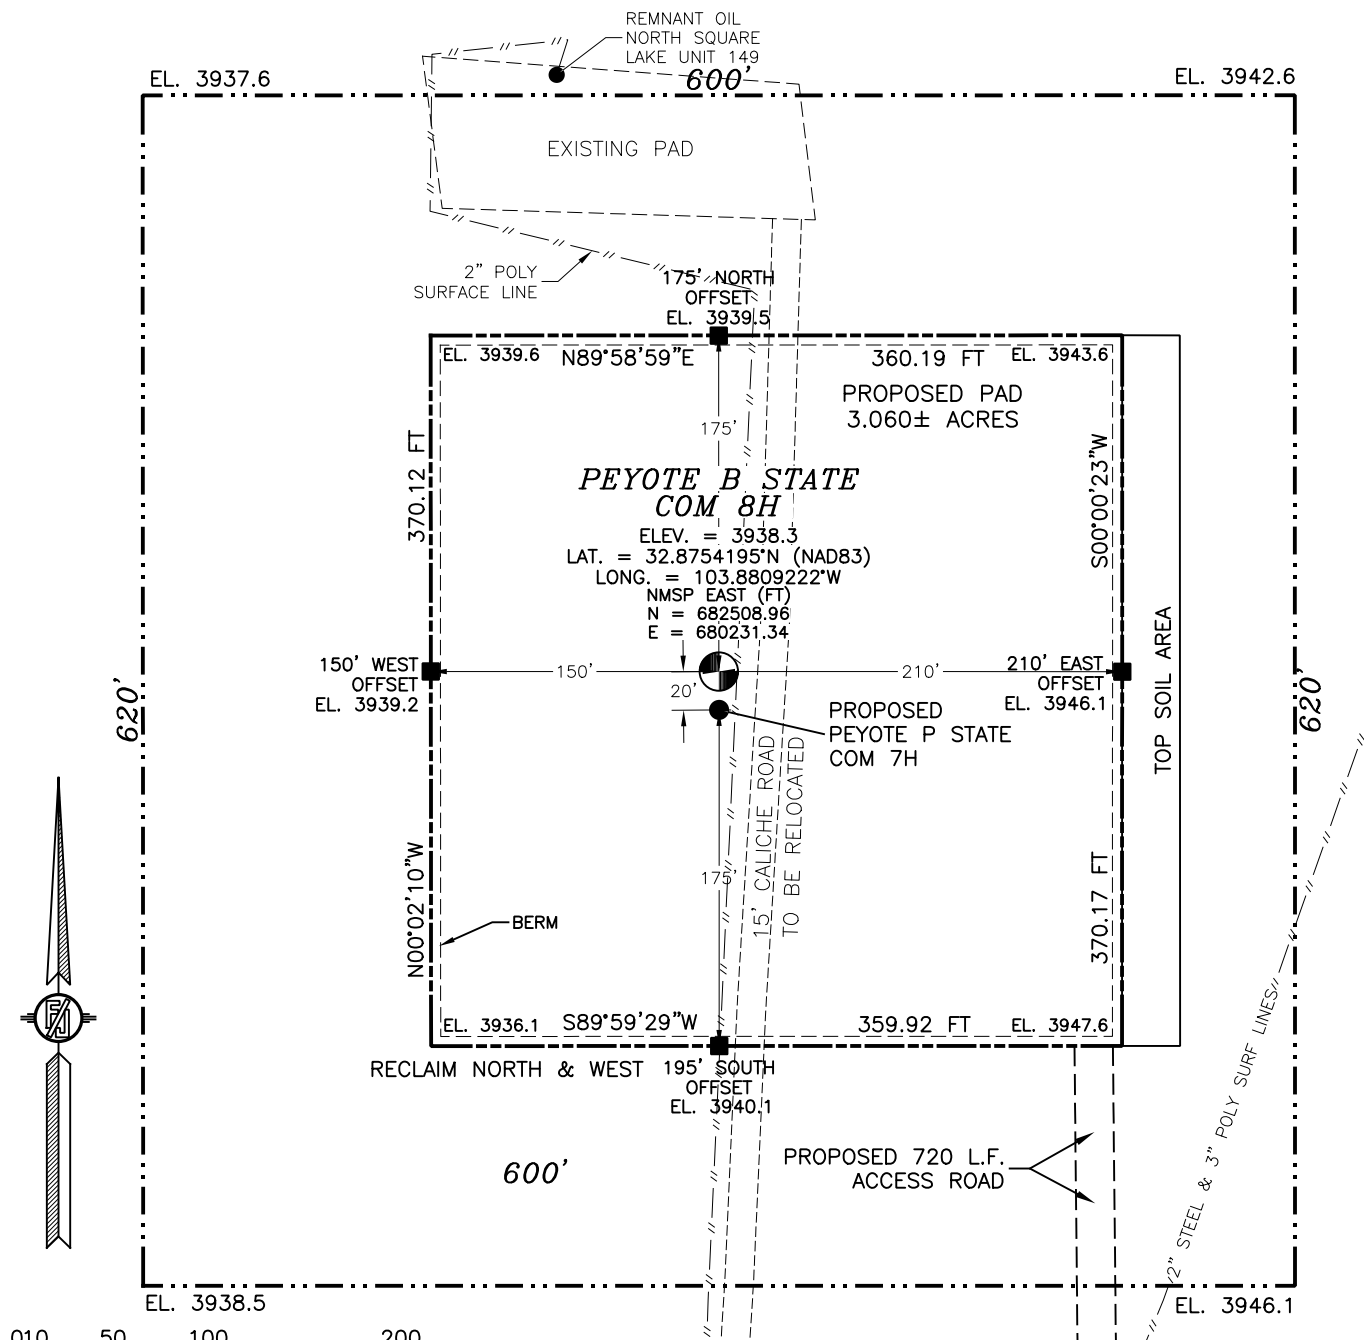 REMNANT OIL
NORTH SQUARE
LAKE UNIT 149
EL. 3937.6
600'
EL. 3942.6
EXISTING PAD
2" POLY
SURFACE LINE
175' NORTH
OFFSET
EL. 3939.5
EL. 3939.6
N89°58'59"E
360.19 FT
EL. 3943.6
PROPOSED PAD
3.060± ACRES
175'
370.12 FT
S00°00'23"W
PEYOTE B STATE
COM 8H
ELEV. = 3938.3
LAT. = 32.8754195°N (NAD83)
LONG. = 103.8809222°W
NMSP EAST (FT)
N = 682508.96
E = 680231.34
150' WEST
OFFSET
EL. 3939.2
150'
210'
210' EAST
OFFSET
EL. 3946.1
20'
PROPOSED
PEYOTE P STATE
COM 7H
TOP SOIL AREA
620'
620'
15' CALICHE ROAD
TO BE RELOCATED
175'
N00°02'10"W
BERM
370.17 FT
EL. 3936.1
S89°59'29"W
359.92 FT
EL. 3947.6
RECLAIM NORTH & WEST
195' SOUTH
OFFSET
EL. 3940.1
2" STEEL & 3" POLY SURF LINES
600'
PROPOSED 720 L.F.
ACCESS ROAD
EL. 3938.5
EL. 3946.1
010 50 100 200